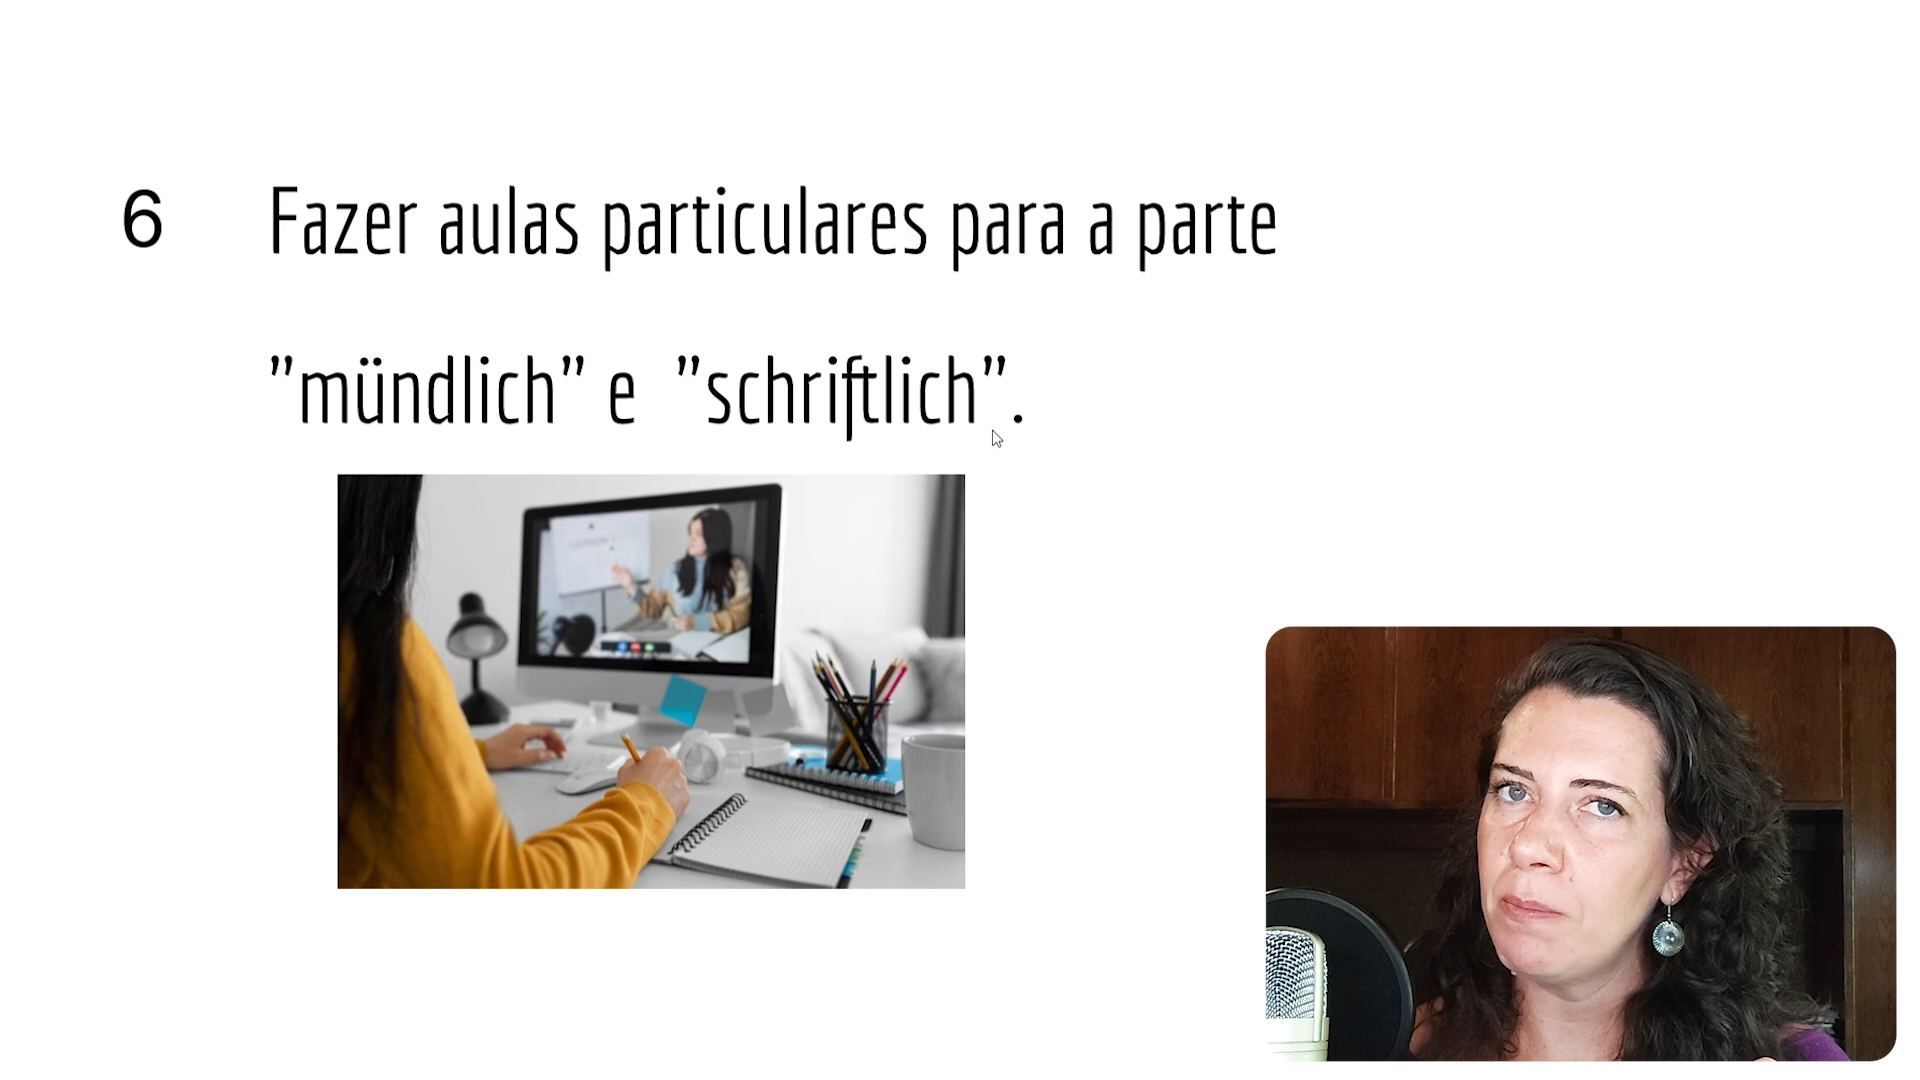 6 Fazer aulas particulares para a parte
”mündlich” e ”schriftlich”.